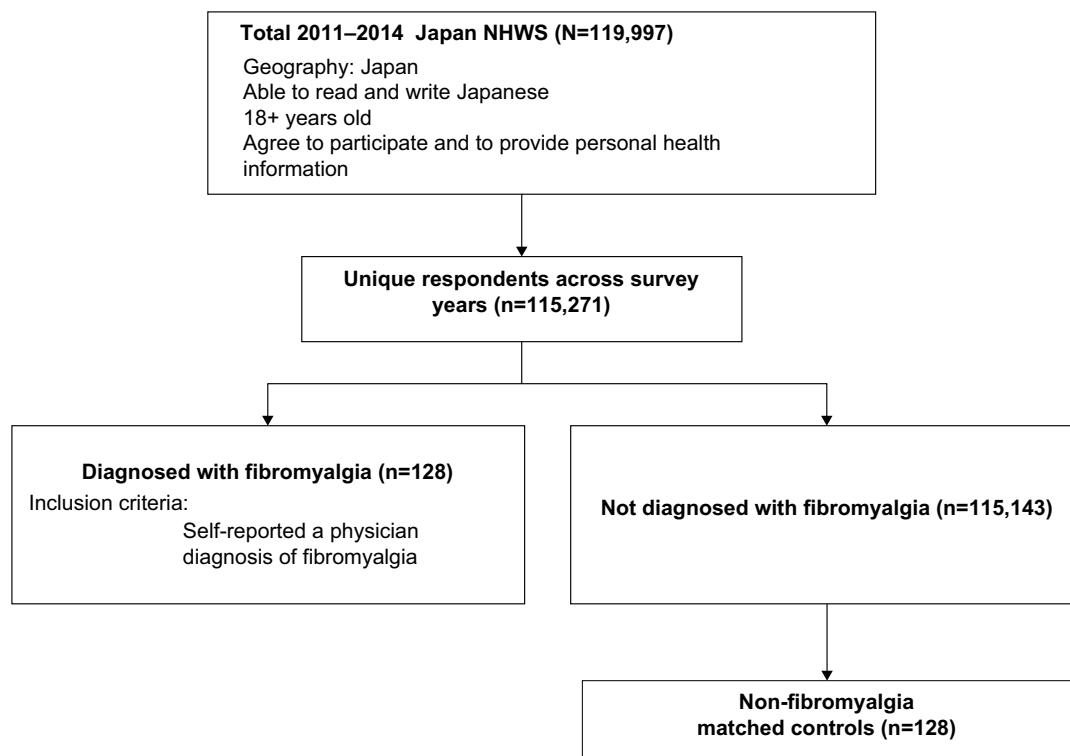 Total 2011–2014 Japan NHWS (N=119,997)
Geography: Japan
Able to read and write Japanese
18+ years old
Agree to participate and to provide personal health
information
Unique respondents across survey
years (n=115,271)
Diagnosed with fibromyalgia (n=128)
Inclusion criteria:
Self-reported a physician
diagnosis of fibromyalgia
Not diagnosed with fibromyalgia (n=115,143)
Non-fibromyalgia
matched controls (n=128)